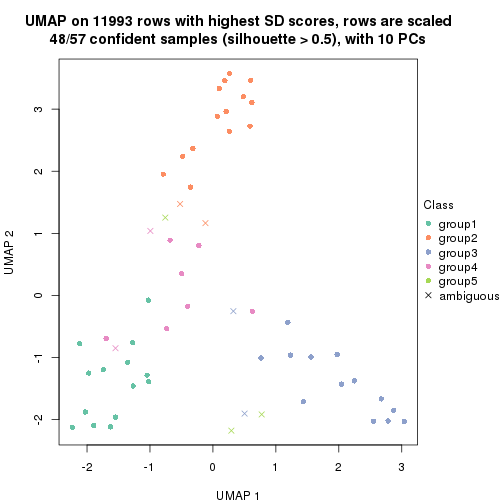 UMAP on 11993 rows with highest SD scores, rows are scaled
48/57 confident samples (silhouette > 0.5), with 10 PCs
3
2
1
0
-1
-2
UMAP 2
-2
-1
0
1
2
3
UMAP 1
Class
group1
group2
group3
group4
group5
ambiguous